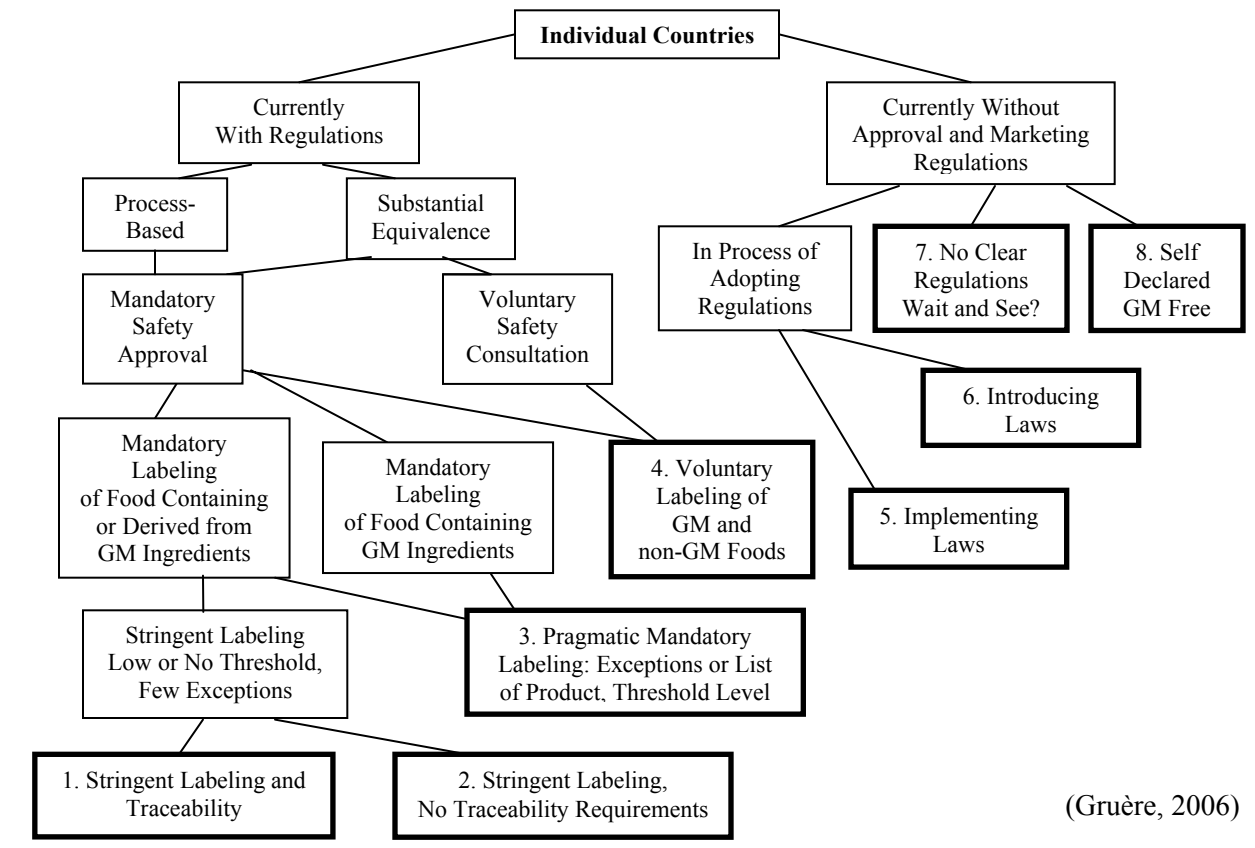 Individual Countries
Currently
With Regulations
Currently Without
Approval and Marketing
Regulations
Process-
Based
Substantial
Equivalence
In Process of
Adopting
Regulations
7. No Clear
Regulations
Wait and See?
8. Self
Declared
GM Free
Mandatory
Safety
Approval
Voluntary
Safety
Consultation
6. Introducing
Laws
Mandatory
Labeling
of Food Containing
or Derived from
GM Ingredients
Mandatory
Labeling
of Food Containing
GM Ingredients
4. Voluntary
Labeling of
GM and
non-GM Foods
5. Implementing
Laws
Stringent Labeling
Low or No Threshold,
Few Exceptions
3. Pragmatic Mandatory
Labeling: Exceptions or List
of Product, Threshold Level
1. Stringent Labeling and
Traceability
2. Stringent Labeling,
No Traceability Requirements
(Gruère, 2006)